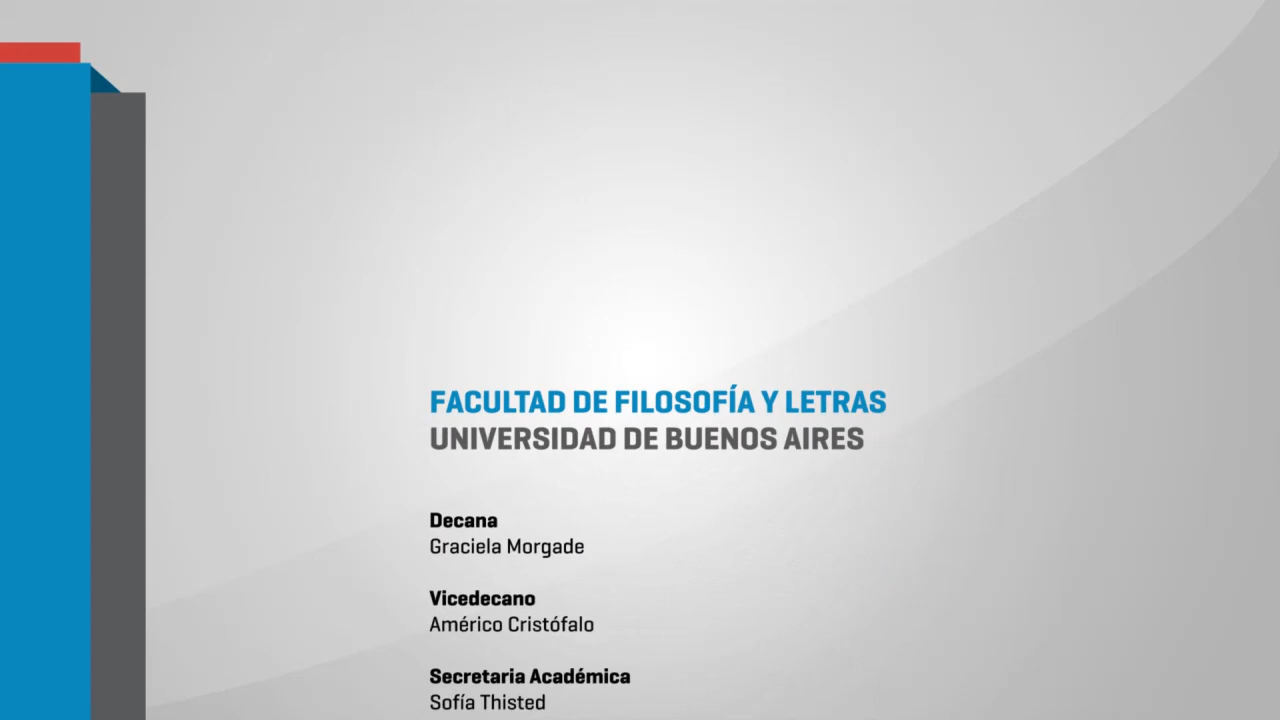 FACULTAD DE FILOSOFÍA Y LETRAS
UNIVERSIDAD DE BUENOS AIRES
Decana
Graciela Morgade
Vicedecano
Américo Cristófalo
Secretaria Académica
Sofía Thisted